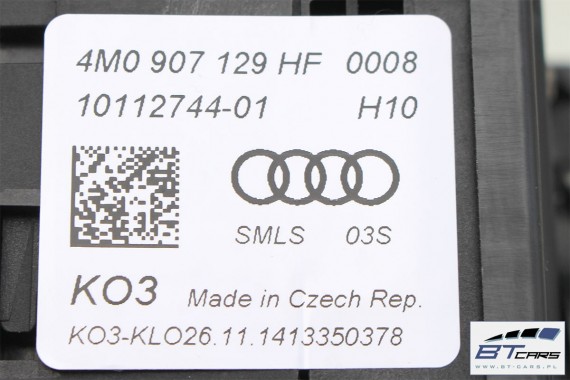 4M0 907 129 HF 0008
10112744-01 H10
SMLS 03S
KO3 Made in Czech Rep.
KO3-KLO26.11.1413350378
BT CARS
WWW.BT-CARS.PL